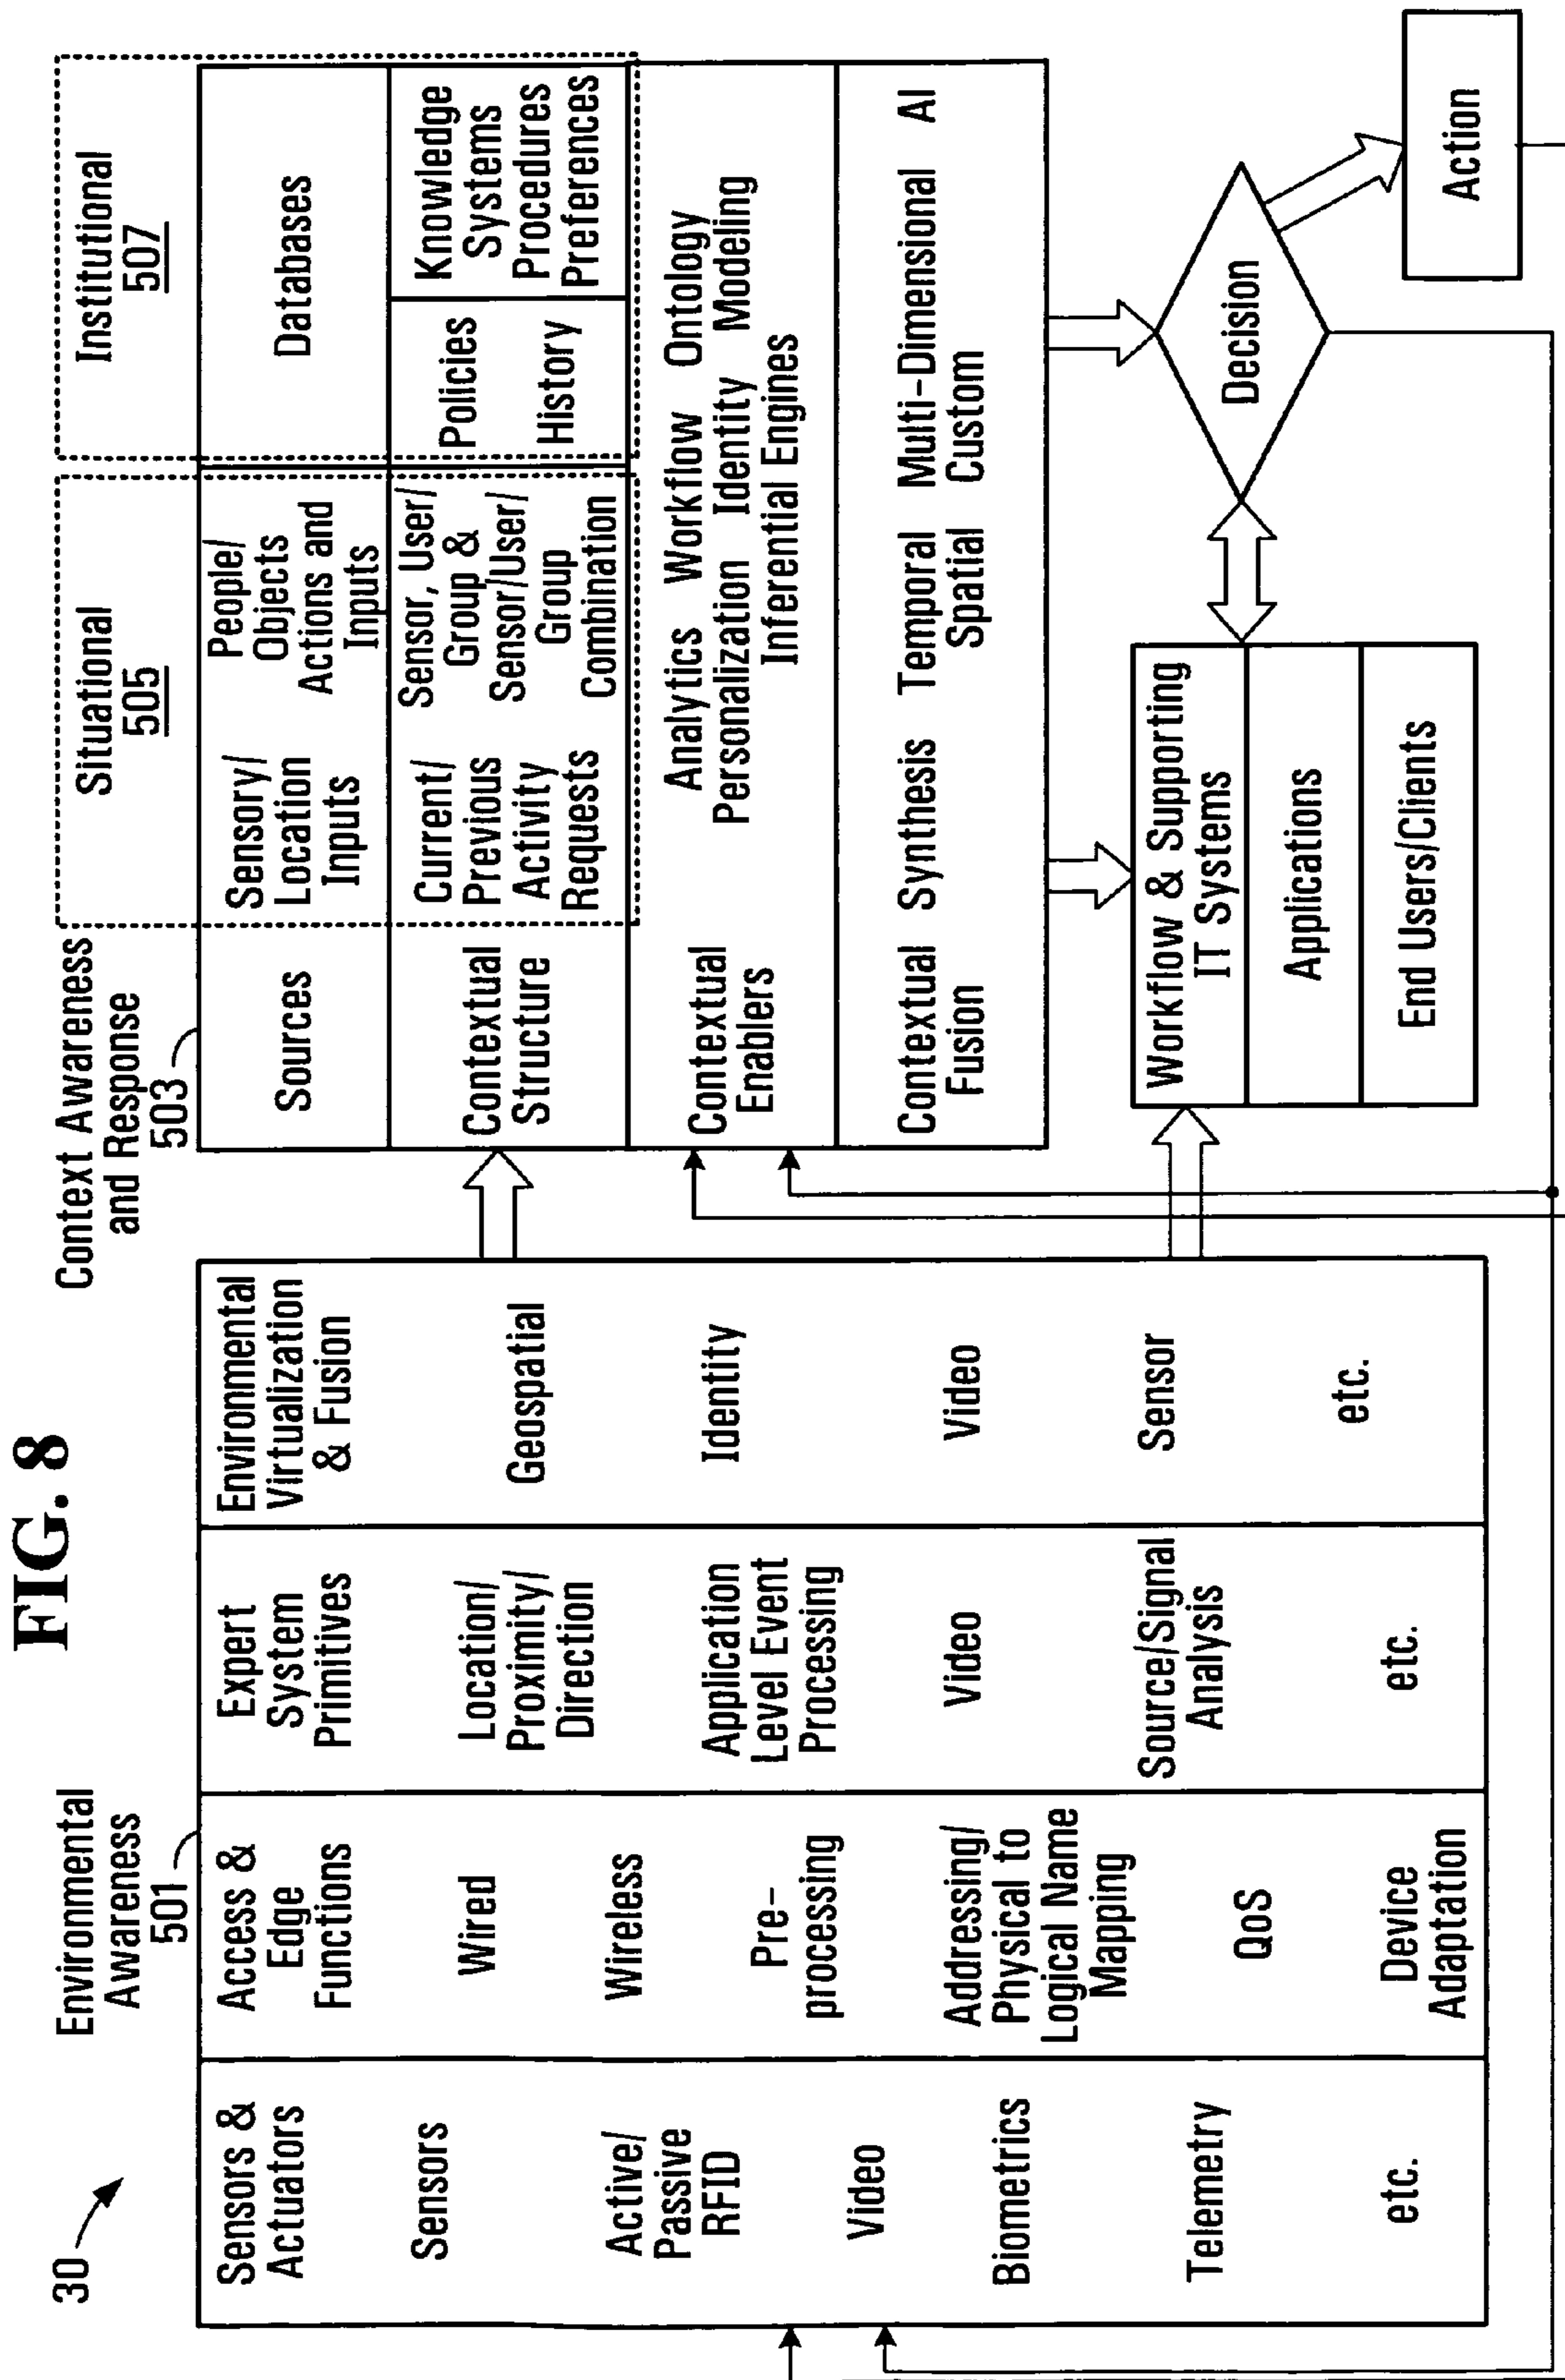 FIG. 8
30
Environmental
Awareness
501
Sensors &
Actuators
Sensors
Active/
Passive
RFID
Video
Biometrics
Telemetry
etc.
Access &
Edge
Functions
Wired
Wireless
Pre-
processing
Addressing/
Physical to
Logical Name
Mapping
QoS
Device
Adaptation
Expert
System
Primitives
Location/
Proximity/
Direction
Application
Level Event
Processing
Video
Source/Signal
Analysis
etc.
Environmental
Virtualization
& Fusion
Geospatial
Identity
Video
Sensor
etc.
Context Awareness
and Response
503
Situational
505
Institutional
507
Sources
Sensory/
Location
Inputs
People/
Objects
Actions and
Inputs
Databases
Contextual
Structure
Current/
Previous
Activity
Requests
Sensor, User/
Group &
Sensor/User/
Group
Combination
Policies
History
Knowledge
Systems
Procedures
Preferences
Contextual
Enablers
Analytics Workflow Ontology
Personalization Identity Modeling
Inferential Engines
Contextual
Fusion
Synthesis Temporal Multi-Dimensional AI
Spatial Custom
Workflow & Supporting
IT Systems
Applications
End Users/Clients
Decision
Action